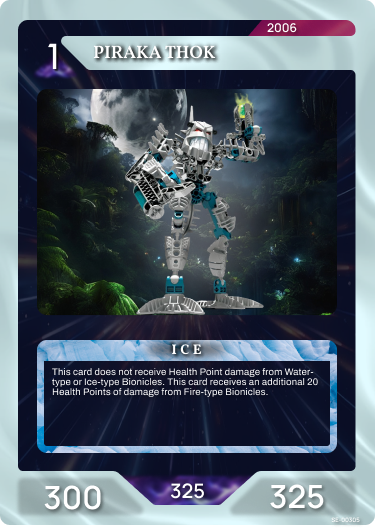 2006
1 PIRAKA THOK
ICE
This card does not receive Health Point damage from Water-
type or Ice-type Bionicles. This card receives an additional 20
Health Points of damage from Fire-type Bionicles.
300 325 325